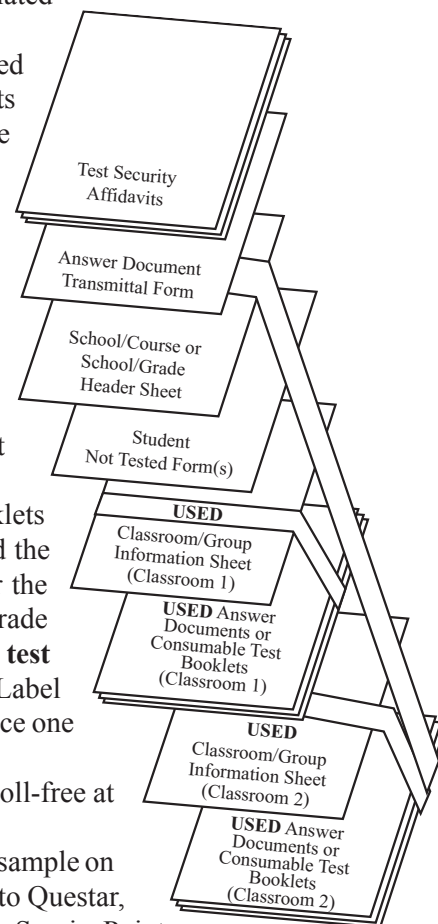 lated
ed
ts
e
t
klets
d the
r the
rade
test
Label
ce one
oll-free at
sample on
to Questar,
Test Security
Affidavits
Answer Document
Transmittal Form
School/Course or
School/Grade
Header Sheet
Student
Not Tested Form(s)
USED
Classroom/Group
Information Sheet
(Classroom 1)
USED Answer
Documents or
Consumable Test
Booklets
(Classroom 1)
USED
Classroom/Group
Information Sheet
(Classroom 2)
USED Answer
Documents or
Consumable Test
Booklets
(Classroom 2)